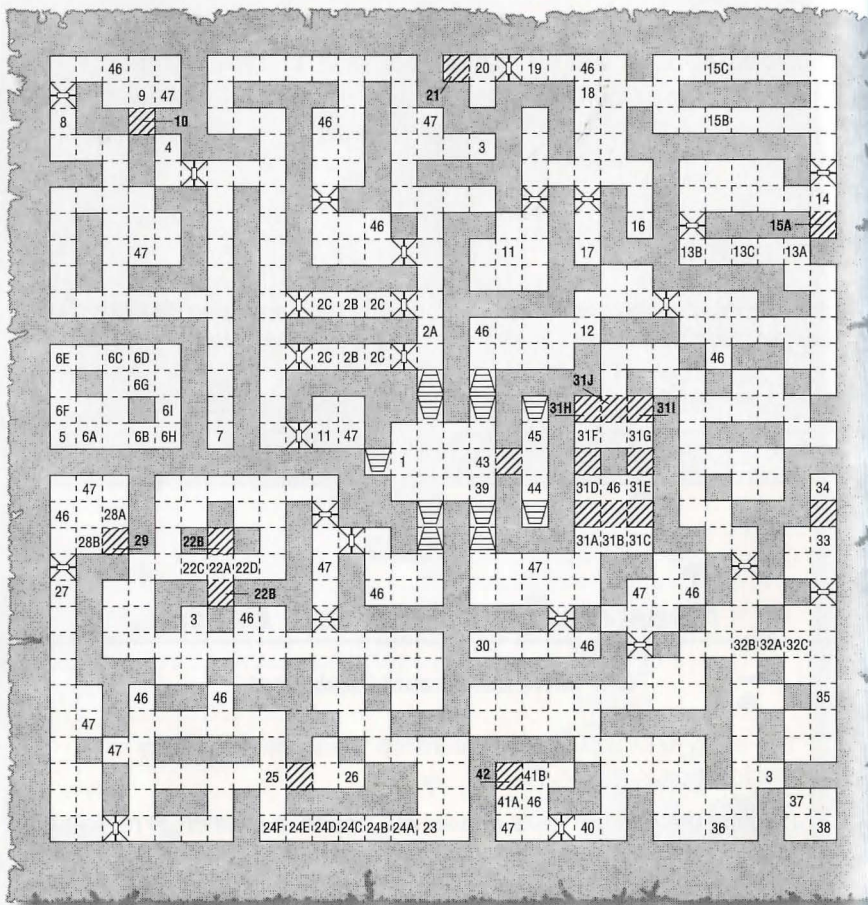 46 20 19 46 15C
9 47 21 18
8 10 46 47 15B
4 3
14
46 16 15A
47 11 17 13B 13C 13A
2C 2B 2C
2A 46 12
6E 6C 6D 2C 2B 2C 46
6G 31J
6F 6I 31H 31I
5 6A 6B 6H 7 11 47 45 31F 31G
1 43
47 39 44 31D 46 31E 34
46 28A
28B 29 22B 31A 31B 31C 33
22C 22A 22D 47 47
27 22B 46 47 46
3 46
30 46 32B 32A 32C
46 46 35
47
47
25 26 42 41B 3
41A 46 37
24F 24E 24D 24C 24B 24A 23 47 40 36 38